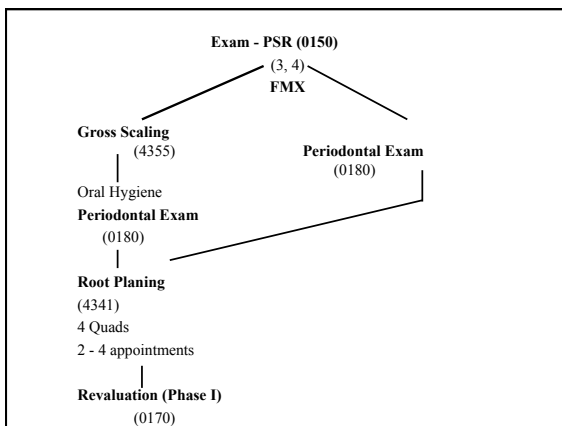 Exam - PSR (0150)
(3, 4)
FMX
Gross Scaling
(4355)
Periodontal Exam
(0180)
Oral Hygiene
Periodontal Exam
(0180)
Root Planing
(4341)
4 Quads
2 - 4 appointments
Revaluation (Phase I)
(0170)